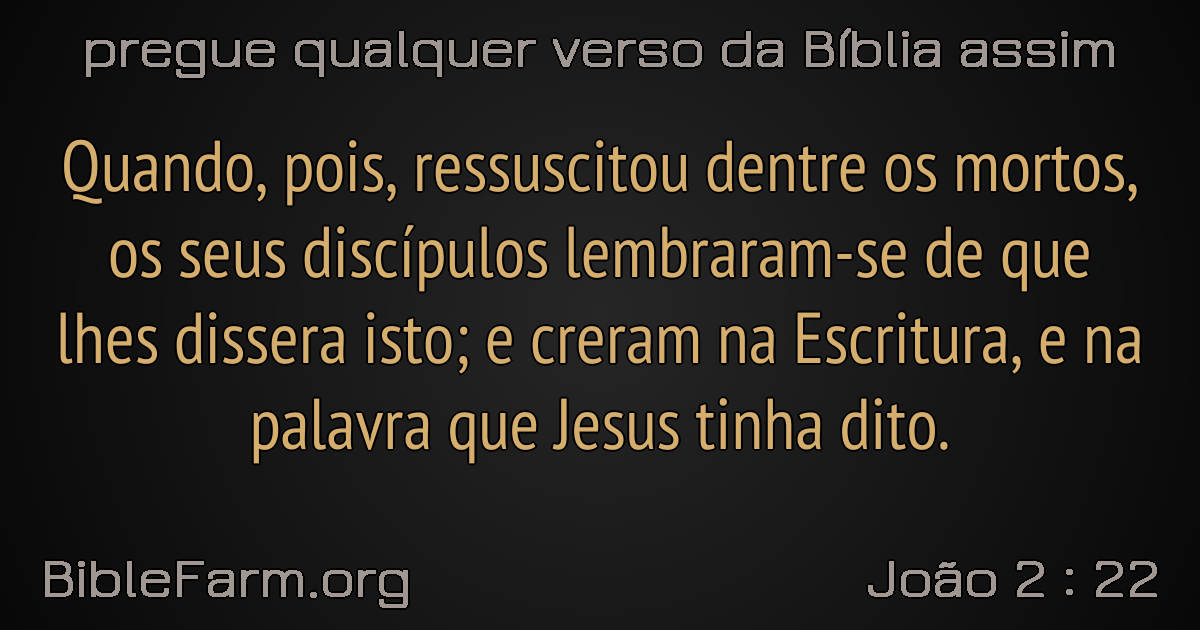 pregue qualquer verso da Bíblia assim
Quando, pois, ressuscitou dentre os mortos,
os seus discípulos lembraram-se de que
lhes dissera isto; e creram na Escritura, e na
palavra que Jesus tinha dito.
BibleFarm.org
João 2 : 22